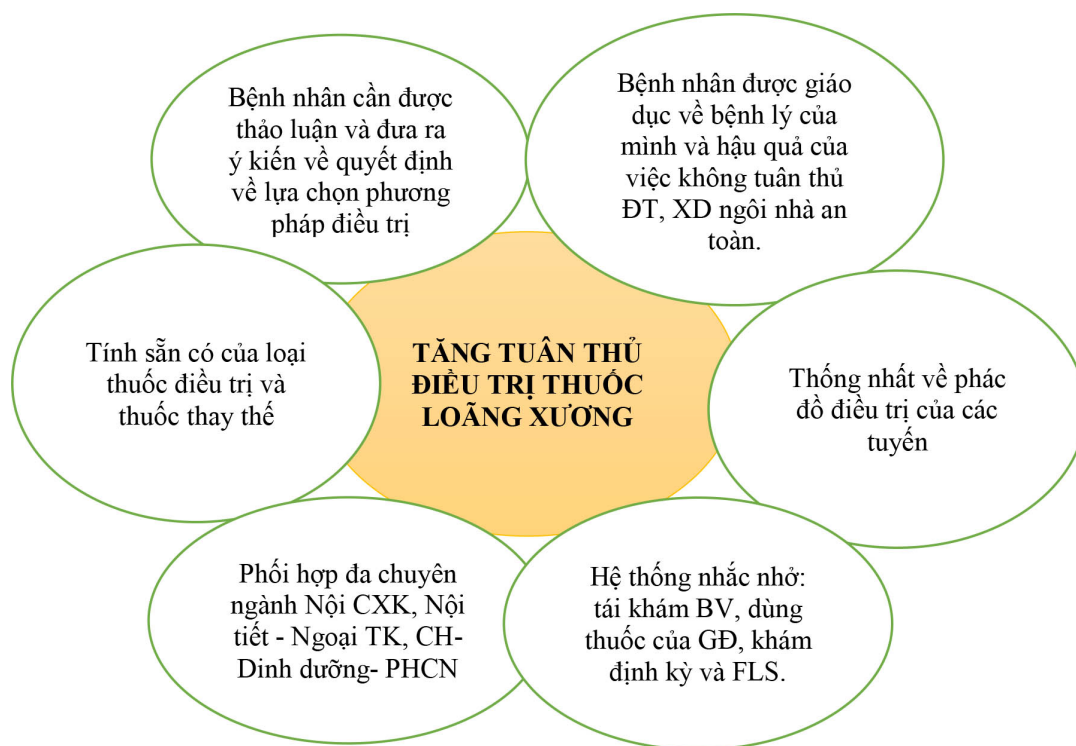 Bệnh nhân cần được
thảo luận và đưa ra
ý kiến về quyết định
về lựa chọn phương
pháp điều trị
Bệnh nhân được giáo
dục về bệnh lý của
mình và hậu quả của
việc không tuân thủ
ĐT, XD ngôi nhà an
toàn.
Tính sẵn có của loại
thuốc điều trị và
thuốc thay thế
TĂNG TUÂN THỦ
ĐIỀU TRỊ THUỐC
LOÃNG XƯƠNG
Thống nhất về phác
đồ điều trị của các
tuyến
Phối hợp đa chuyên
ngành Nội CXK, Nội
tiết - Ngoại TK, CH-
Dinh dưỡng- PHCN
Hệ thống nhắc nhở:
tái khám BV, dùng
thuốc của GĐ, khám
định kỳ và FLS.